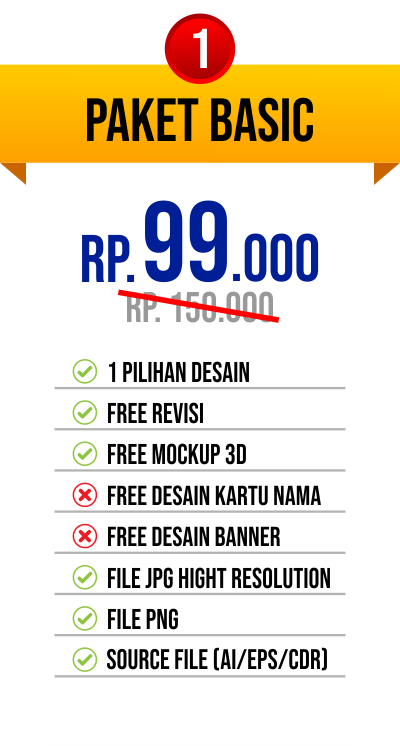 1
PAKET BASIC
RP. 99.000
RP. 150.000
1 PILIHAN DESAIN
FREE REVISI
FREE MOCKUP 3D
FREE DESAIN KARTU NAMA
FREE DESAIN BANNER
FILE JPG HIGHT RESOLUTION
FILE PNG
SOURCE FILE (AI/EPS/CDR)